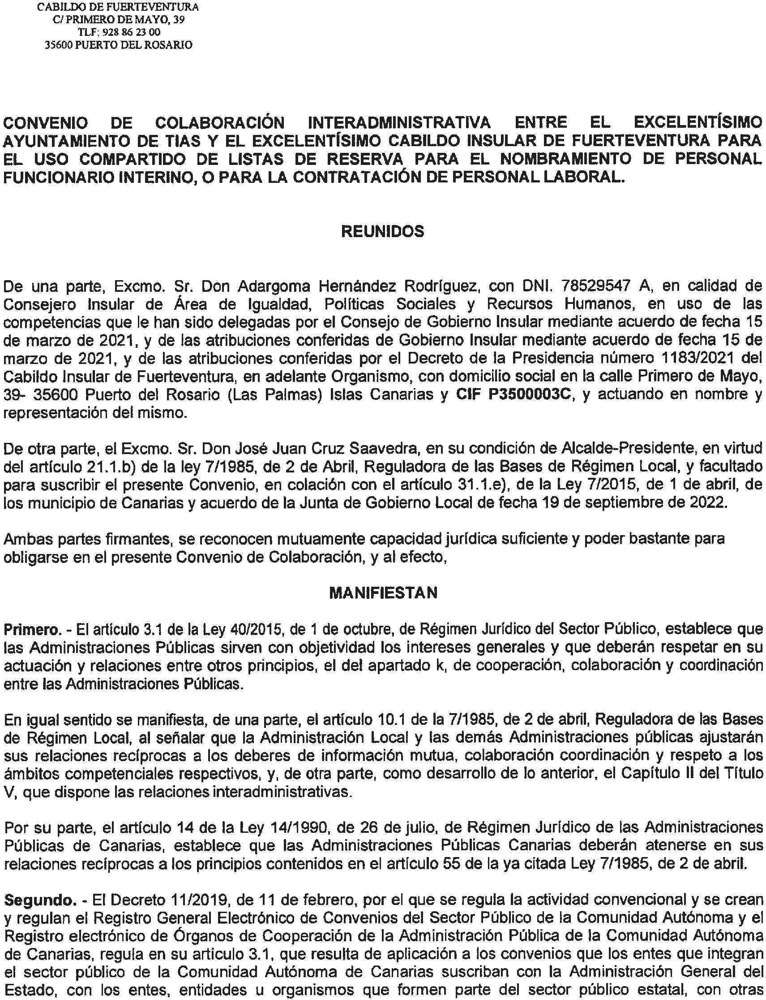 CABILDO DE FUERTEVENTURA
C/ PRIMERO DE MAYO, 39
TLF: 928 86 23 00
35600 PUERTO DEL ROSARIO
CONVENIO DE COLABORACIÓN INTERADMINISTRATIVA ENTRE EL EXCELENTÍSIMO
AYUNTAMIENTO DE TIAS Y EL EXCELENTÍSIMO CABILDO INSULAR DE FUERTEVENTURA PARA
EL USO COMPARTIDO DE LISTAS DE RESERVA PARA EL NOMBRAMIENTO DE PERSONAL
FUNCIONARIO INTERINO, O PARA LA CONTRATACIÓN DE PERSONAL LABORAL.
REUNIDOS
De una parte, Excmo. Sr. Don Adargoma Hernández Rodríguez, con DNI. 78529547 A, en calidad de
Consejero Insular de Área de Igualdad, Políticas Sociales y Recursos Humanos, en uso de las
competencias que le han sido delegadas por el Consejo de Gobierno Insular mediante acuerdo de fecha 15
de marzo de 2021, y de las atribuciones conferidas de Gobierno Insular mediante acuerdo de fecha 15 de
marzo de 2021, y de las atribuciones conferidas por el Decreto de la Presidencia número 1183/2021 del
Cabildo Insular de Fuerteventura, en adelante Organismo, con domicilio social en la calle Primero de Mayo,
39- 35600 Puerto del Rosario (Las Palmas) Islas Canarias y CIF P3500003C, y actuando en nombre y
representación del mismo.
De otra parte, el Excmo. Sr. Don José Juan Cruz Saavedra, en su condición de Alcalde-Presidente, en virtud
del artículo 21.1.b) de la ley 7/1985, de 2 de Abril, Reguladora de las Bases de Régimen Local, y facultado
para suscribir el presente Convenio, en colación con el artículo 31.1.e), de la Ley 7/2015, de 1 de abril, de
los municipio de Canarias y acuerdo de la Junta de Gobierno Local de fecha 19 de septiembre de 2022.
Ambas partes firmantes, se reconocen mutuamente capacidad jurídica suficiente y poder bastante para
obligarse en el presente Convenio de Colaboración, y al efecto,
MANIFIESTAN
Primero. - El artículo 3.1 de la Ley 40/2015, de 1 de octubre, de Régimen Jurídico del Sector Público, establece que
las Administraciones Públicas sirven con objetividad los intereses generales y que deberán respetar en su
actuación y relaciones entre otros principios, el del apartado k, de cooperación, colaboración y coordinación
entre las Administraciones Públicas.
En igual sentido se manifiesta, de una parte, el artículo 10.1 de la 7/1985, de 2 de abril, Reguladora de las Bases
de Régimen Local, al señalar que la Administración Local y las demás Administraciones públicas ajustarán
sus relaciones recíprocas a los deberes de información mutua, colaboración coordinación y respeto a los
ámbitos competenciales respectivos, y, de otra parte, como desarrollo de lo anterior, el Capítulo II del Título
V, que dispone las relaciones interadministrativas.
Por su parte, el artículo 14 de la Ley 14/1990, de 26 de julio, de Régimen Jurídico de las Administraciones
Públicas de Canarias, establece que las Administraciones Públicas Canarias deberán atenerse en sus
relaciones recíprocas a los principios contenidos en el artículo 55 de la ya citada Ley 7/1985, de 2 de abril.
Segundo. - El Decreto 11/2019, de 11 de febrero, por el que se regula la actividad convencional y se crean
y regulan el Registro General Electrónico de Convenios del Sector Público de la Comunidad Autónoma y el
Registro electrónico de Órganos de Cooperación de la Administración Pública de la Comunidad Autónoma
de Canarias, regula en su artículo 3.1, que resulta de aplicación a los convenios que los entes que integran
el sector público de la Comunidad Autónoma de Canarias suscriban con la Administración General del
Estado, con los entes, entidades u organismos que formen parte del sector público estatal, con otras